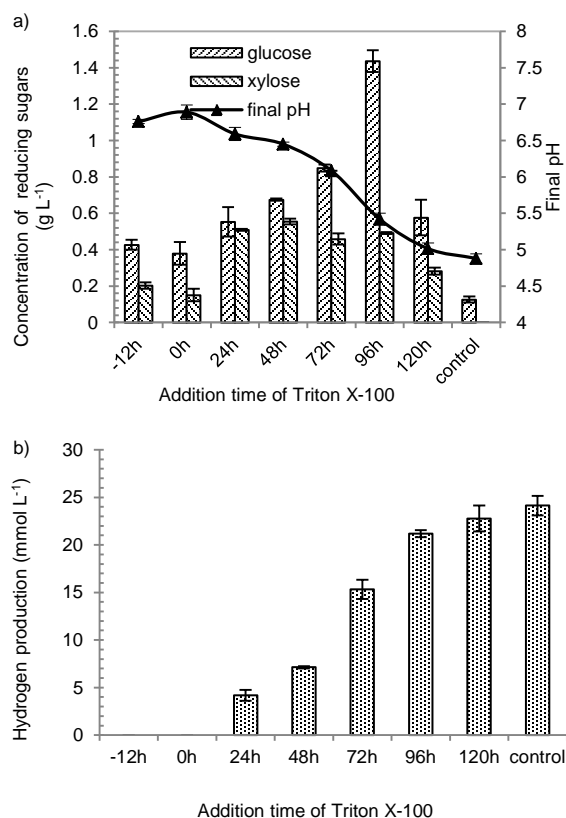 a)
1.6
1.4
1.2
1
0.8
0.6
0.4
0.2
0
Concentration of reducing sugars
(g L-1)
glucose
xylose
final pH
8
7.5
7
6.5
6
5.5
5
4.5
4
Final pH
-12h 0h 24h 48h 72h 96h 120h control
Addition time of Triton X-100
b)
30
25
20
15
10
5
0
Hydrogen production (mmol L-1)
-12h 0h 24h 48h 72h 96h 120h control
Addition time of Triton X-100